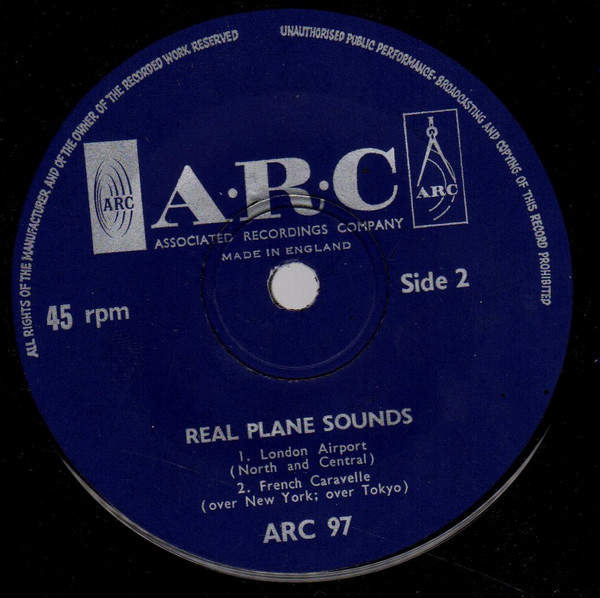 ALL RIGHTS OF THE MANUFACTURER AND OF THE OWNER OF THE RECORDED WORK RESERVED
UNAUTHORISED PUBLIC PERFORMANCE; BROADCASTING AND COPYING OF THIS RECORD PROHIBITED
ARC
A·R·C
ARC
ASSOCIATED RECORDINGS COMPANY
MADE IN ENGLAND
45 rpm
Side 2
REAL PLANE SOUNDS
1. London Airport
(North and Central)
2. French Caravelle
(over New York; over Tokyo)
ARC 97